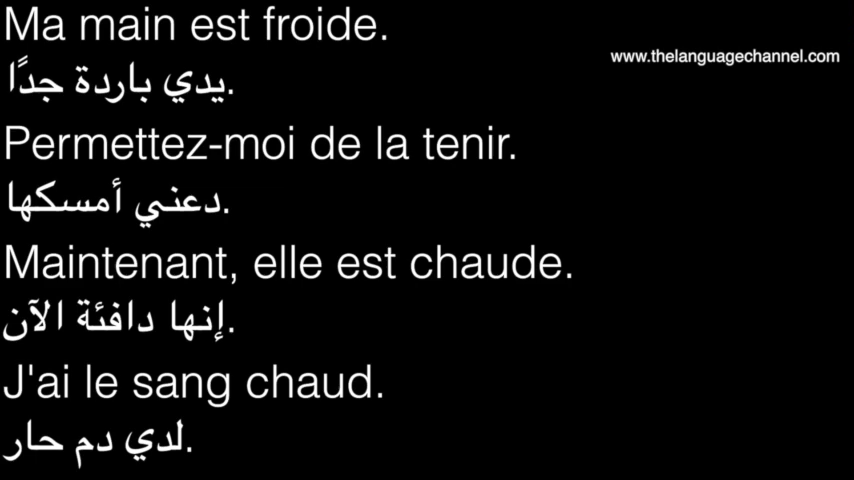 Ma main est froide.
www.thelanguagechannel.com
يدي باردة جدًا.
Permettez-moi de la tenir.
دعني أمسكها.
Maintenant, elle est chaude.
إنها دافئة الآن.
J'ai le sang chaud.
لدي دم حار.